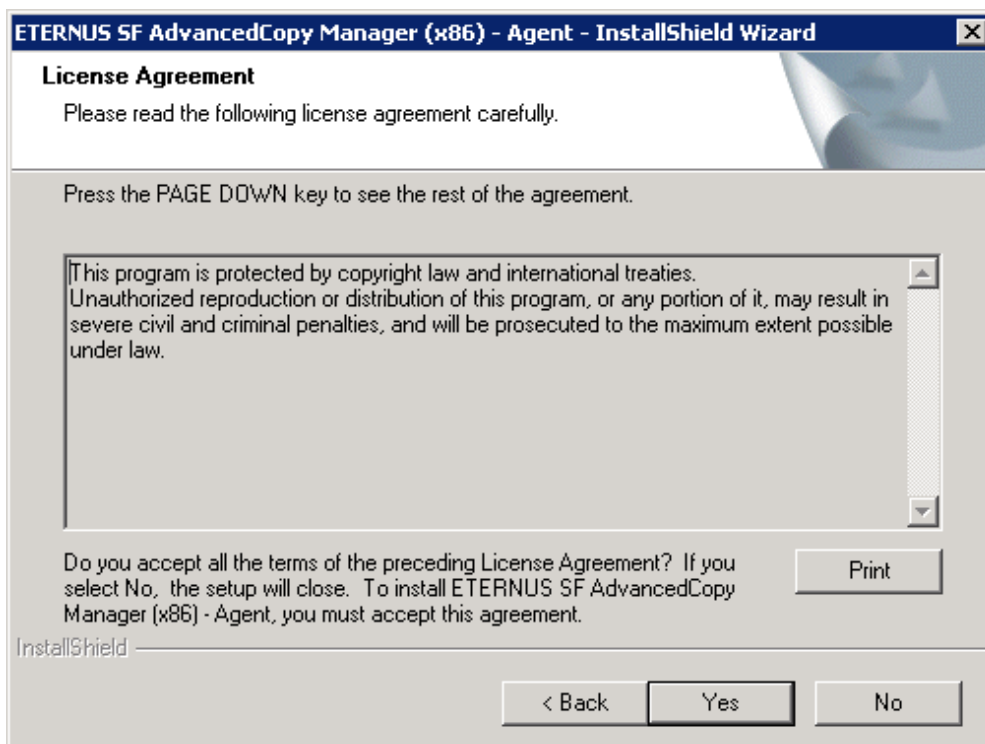 ETERNUS SF AdvancedCopy Manager (x86) - Agent - InstallShield Wizard
License Agreement
Please read the following license agreement carefully.
Press the PAGE DOWN key to see the rest of the agreement.
This program is protected by copyright law and international treaties.
Unauthorized reproduction or distribution of this program, or any portion of it, may result in
severe civil and criminal penalties, and will be prosecuted to the maximum extent possible
under law.
Do you accept all the terms of the preceding License Agreement?  If you
select No,  the setup will close.  To install ETERNUS SF AdvancedCopy
Manager (x86) - Agent, you must accept this agreement.
Print
InstallShield
< Back
Yes
No